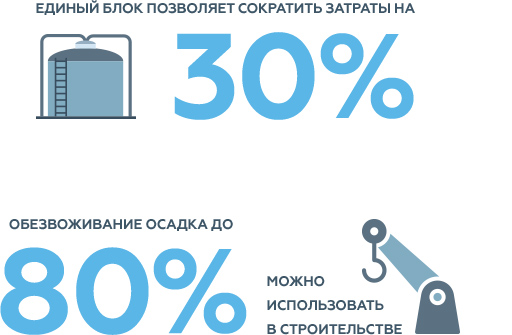 ЕДИНЫЙ БЛОК ПОЗВОЛЯЕТ СОКРАТИТЬ ЗАТРАТЫ НА
30%
ОБЕЗВОЖИВАНИЕ ОСАДКА ДО
80%
МОЖНО
ИСПОЛЬЗОВАТЬ
В СТРОИТЕЛЬСТВЕ